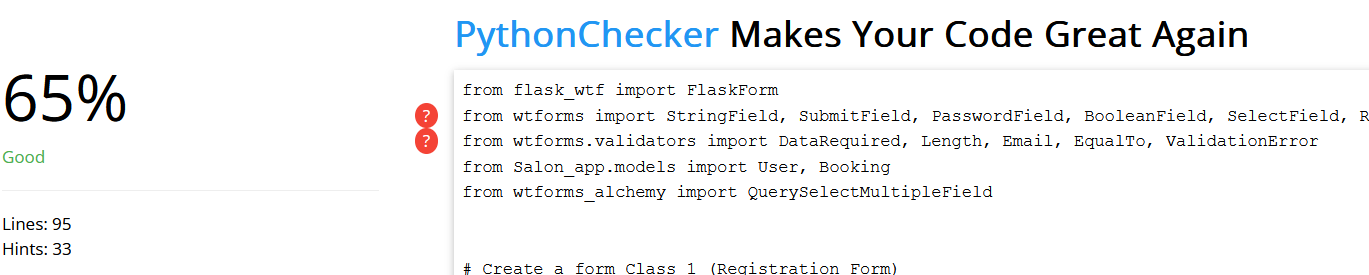 PythonChecker Makes Your Code Great Again
65%
Good
Lines: 95
Hints: 33
from flask_wtf import FlaskForm
? from wtforms import StringField, SubmitField, PasswordField, BooleanField, SelectField, R
? from wtforms.validators import DataRequired, Length, Email, EqualTo, ValidationError
from Salon_app.models import User, Booking
from wtforms_alchemy import QuerySelectMultipleField
# Create a form Class 1 (Registration Form)